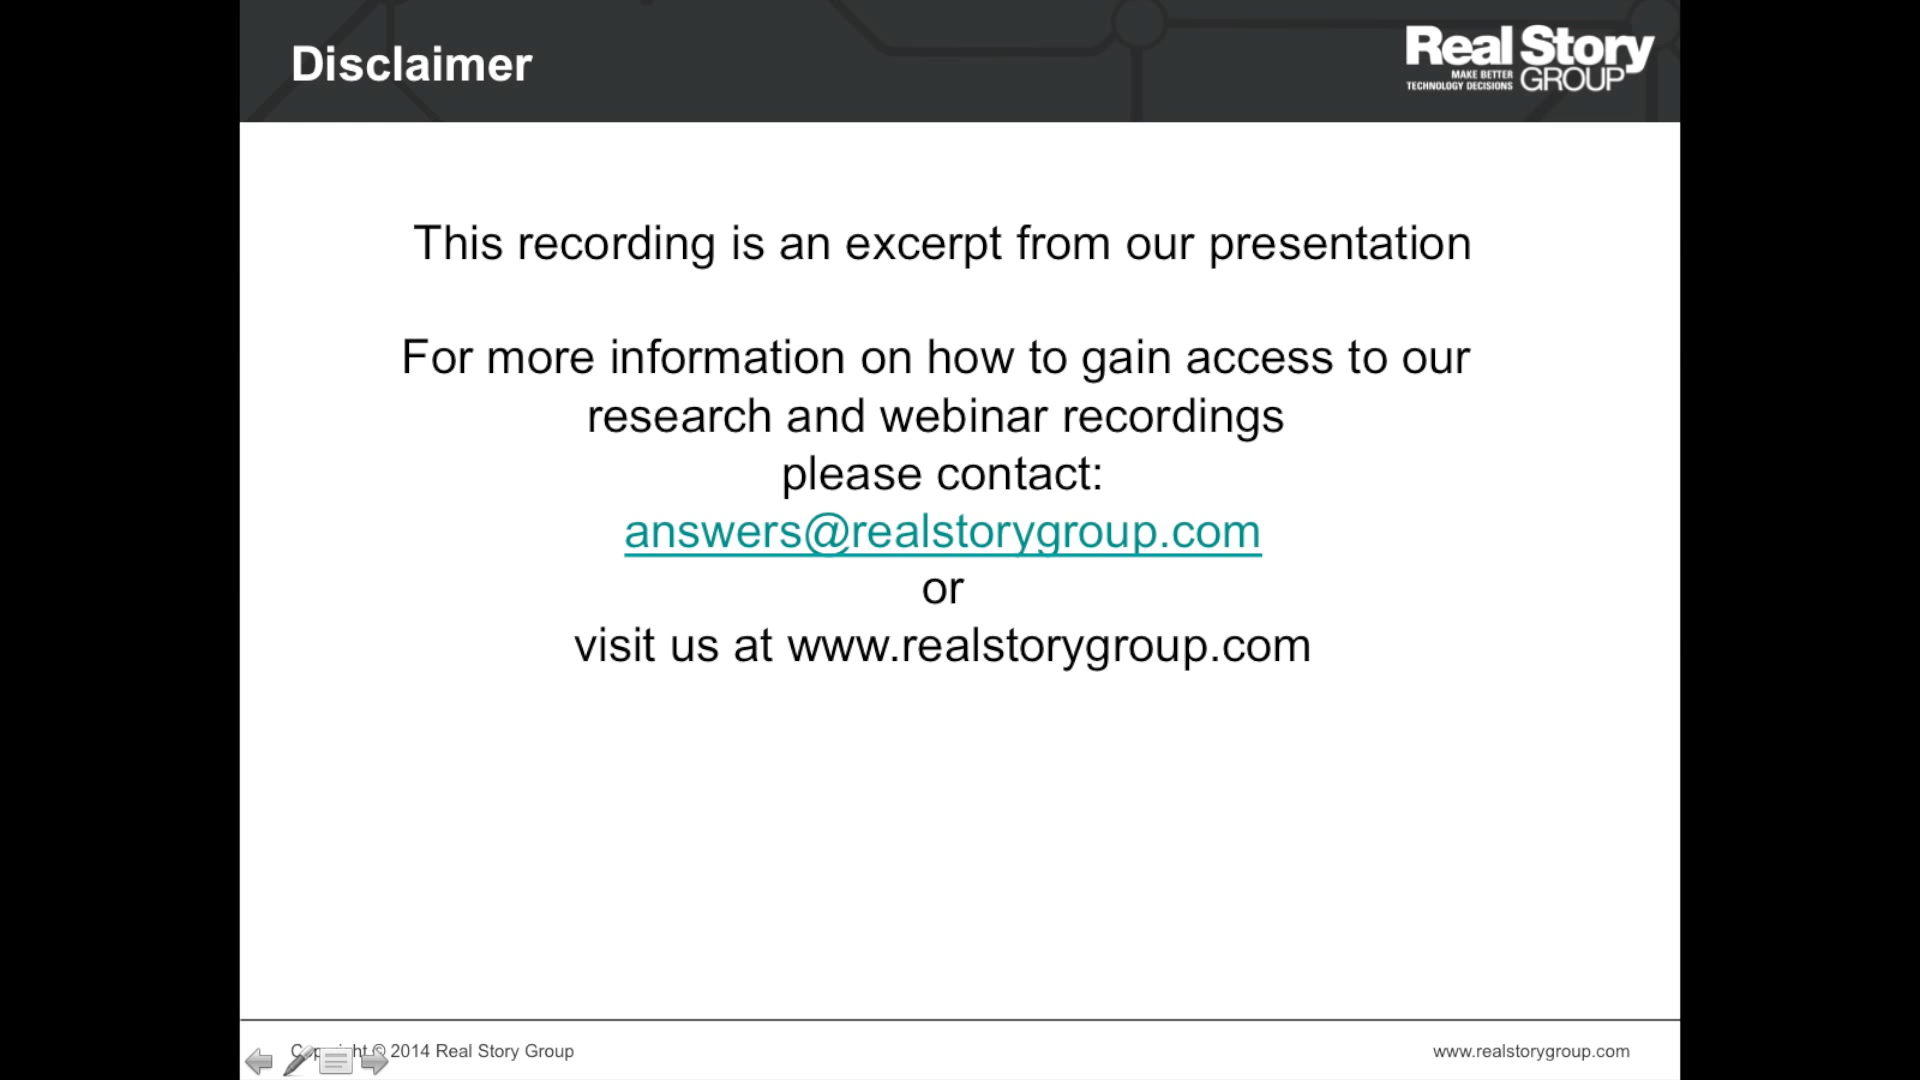 Disclaimer
Real Story
MAKE BETTER
TECHNOLOGY DECISIONS
GROUP
This recording is an excerpt from our presentation
For more information on how to gain access to our
research and webinar recordings
please contact:
answers@realstorygroup.com
or
visit us at www.realstorygroup.com
Copyright © 2014 Real Story Group
www.realstorygroup.com